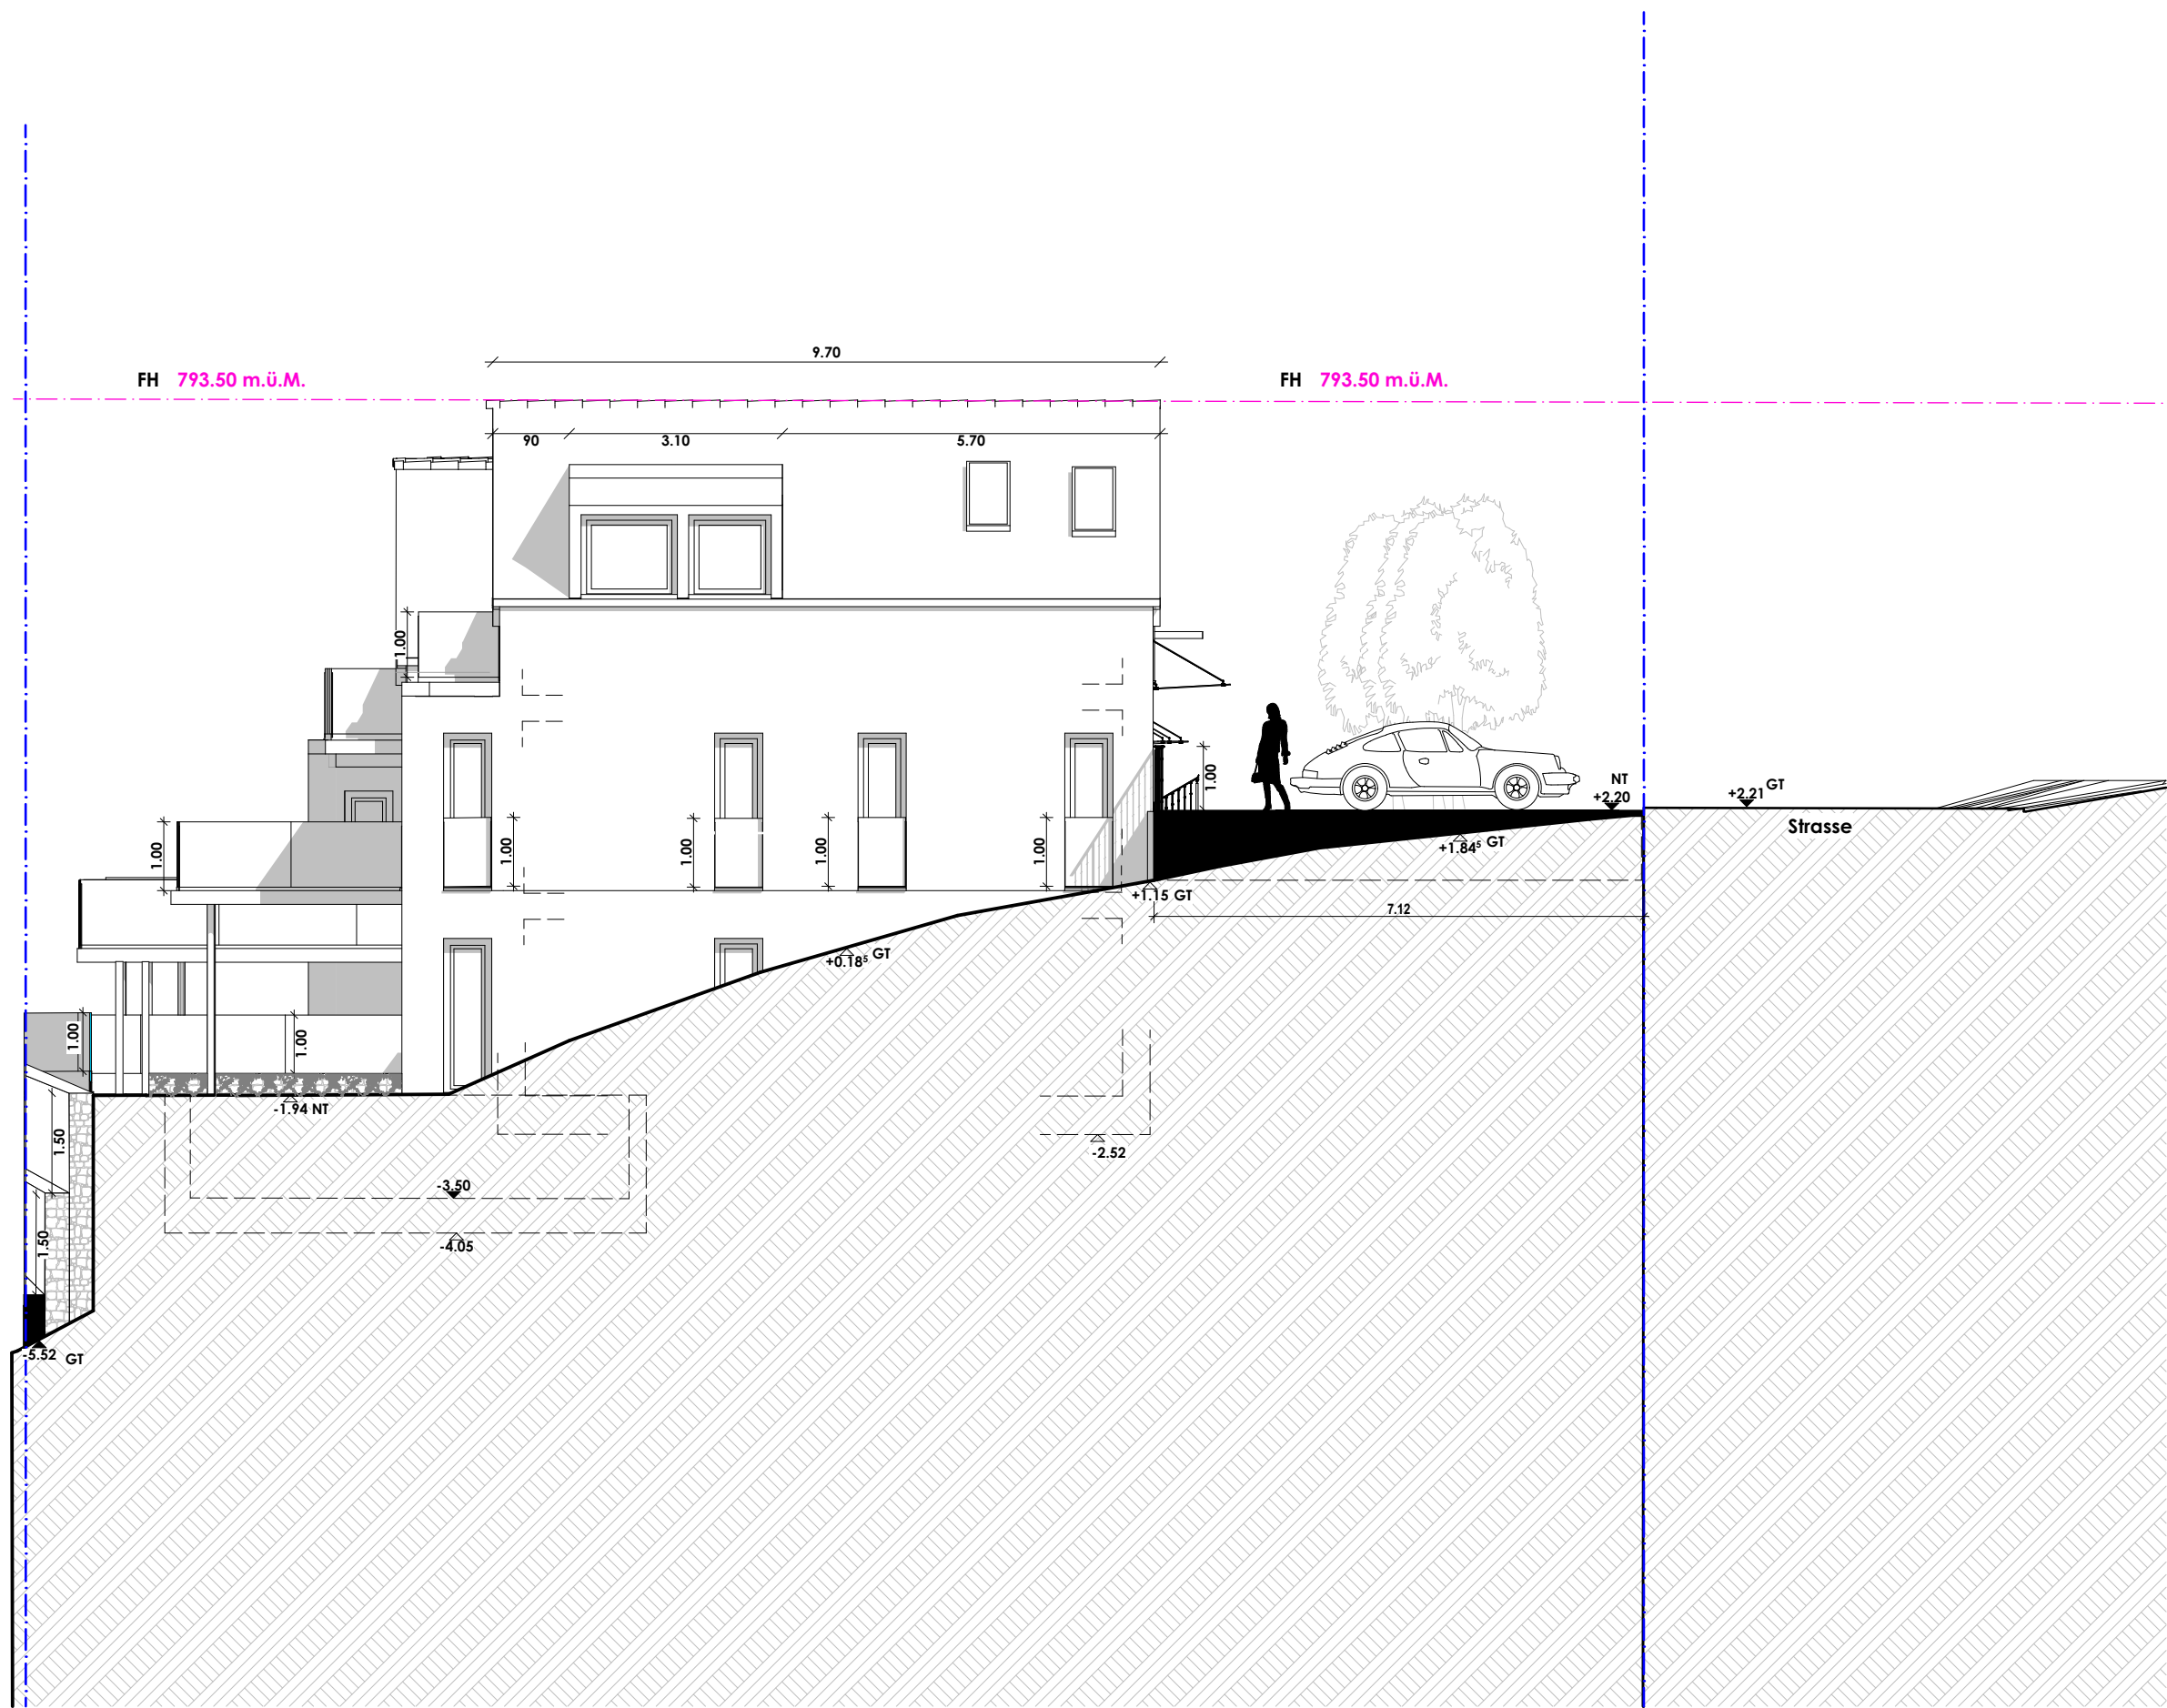 9.70
FH 793.50 m.ü.M.
FH 793.50 m.ü.M.
90
3.10
5.70
1.00
1.00
NT
+2.20
+2.21 GT
Strasse
1.00
1.00
1.00
1.00
1.00
+1.84⁵ GT
+1.15 GT
7.12
+0.18⁵ GT
1.00
1.00
-1.94 NT
1.50
-2.52
-3.50
1.50
-4.05
-5.52 GT